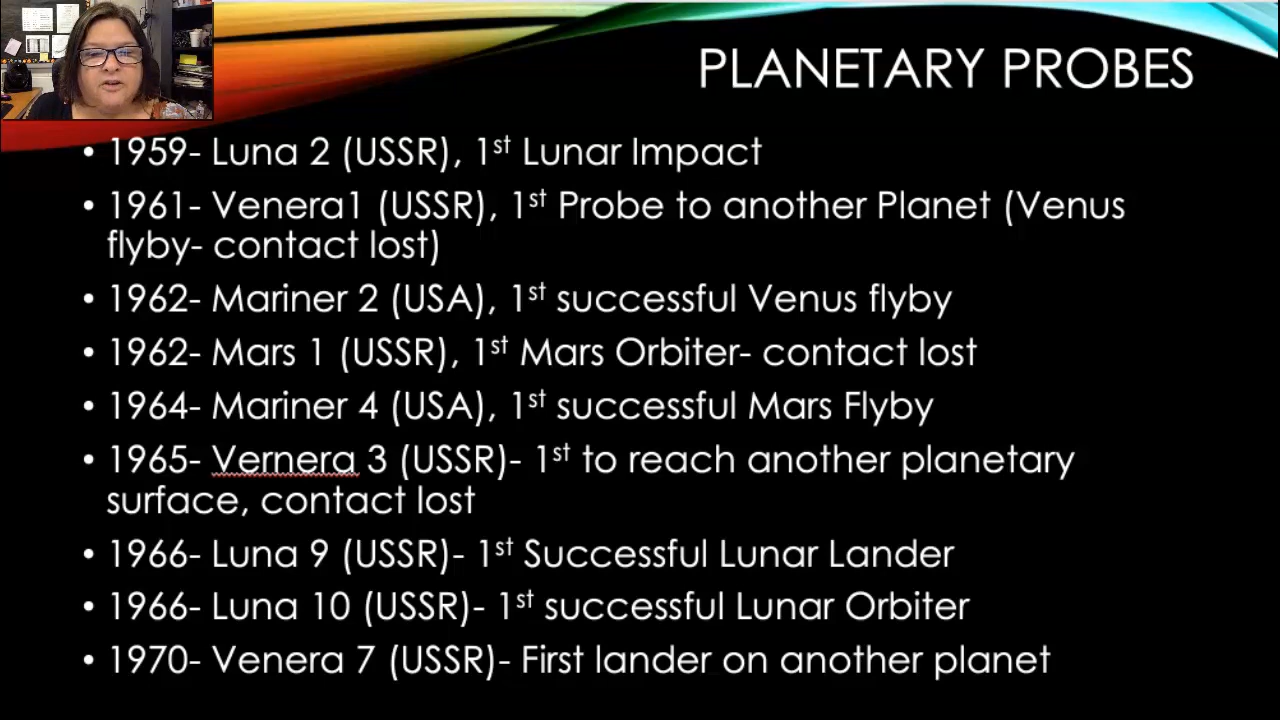 PLANETARY PROBES
• 1959- Luna 2 (USSR), 1st Lunar Impact
• 1961- Venera1 (USSR), 1st Probe to another Planet (Venus
flyby- contact lost)
• 1962- Mariner 2 (USA), 1st successful Venus flyby
• 1962- Mars 1 (USSR), 1st Mars Orbiter- contact lost
• 1964- Mariner 4 (USA), 1st successful Mars Flyby
• 1965- Vernera 3 (USSR)- 1st to reach another planetary
surface, contact lost
• 1966- Luna 9 (USSR)- 1st Successful Lunar Lander
• 1966- Luna 10 (USSR)- 1st successful Lunar Orbiter
• 1970- Venera 7 (USSR)- First lander on another planet